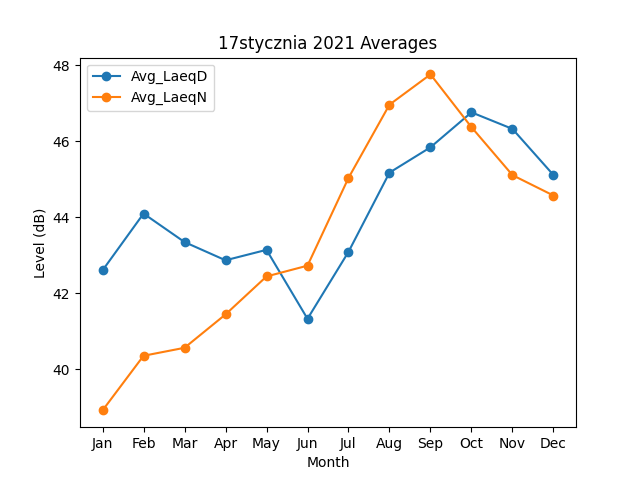 17stycznia 2021 Averages
Avg_LaeqD
Avg_LaeqN
Level (dB)
48
46
44
42
40
Jan Feb Mar Apr May Jun Jul Aug Sep Oct Nov Dec
Month